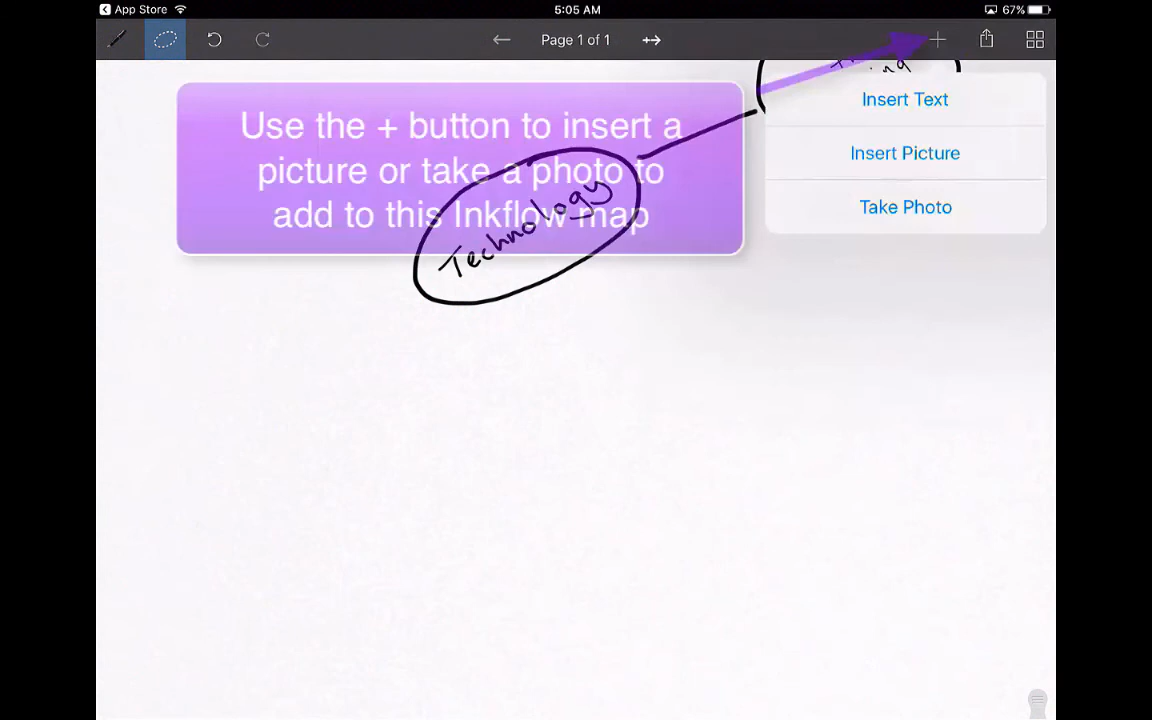 App Store
5:05 AM
67%
Page 1 of 1
Use the + button to insert a
picture or take a photo to
add to this Inkflow map
Technology
Insert Text
Insert Picture
Take Photo